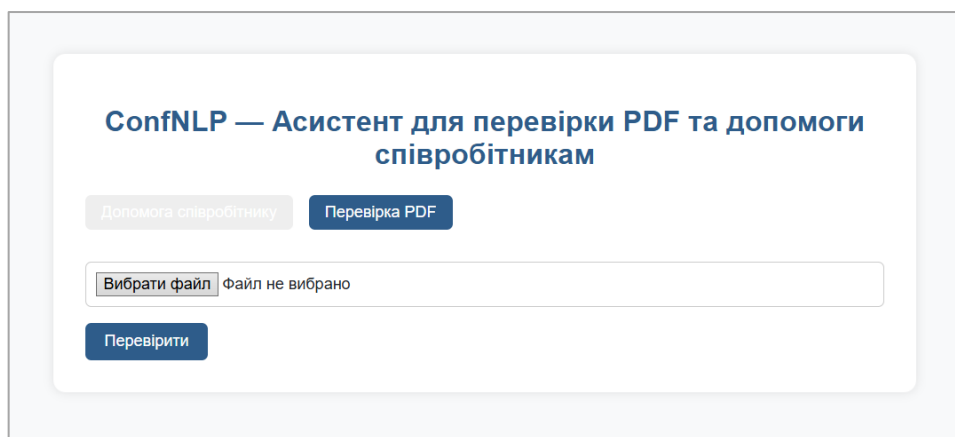 ConfNLP — Асистент для перевірки PDF та допомоги
співробітникам
Допомога співробітнику
Перевірка PDF
Вибрати файл Файл не вибрано
Перевірити